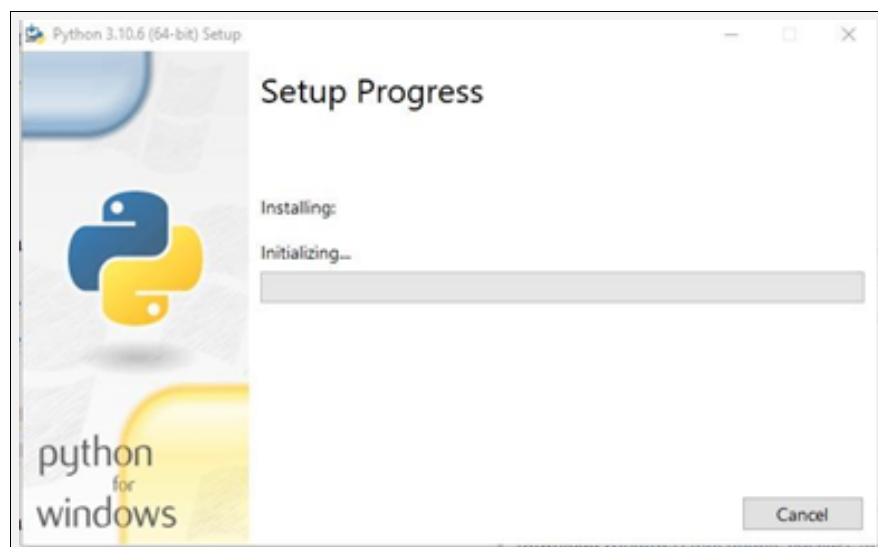 Python 3.10.6 (64-bit) Setup
Setup Progress
Installing:
Initializing...
python
for
windows
Cancel